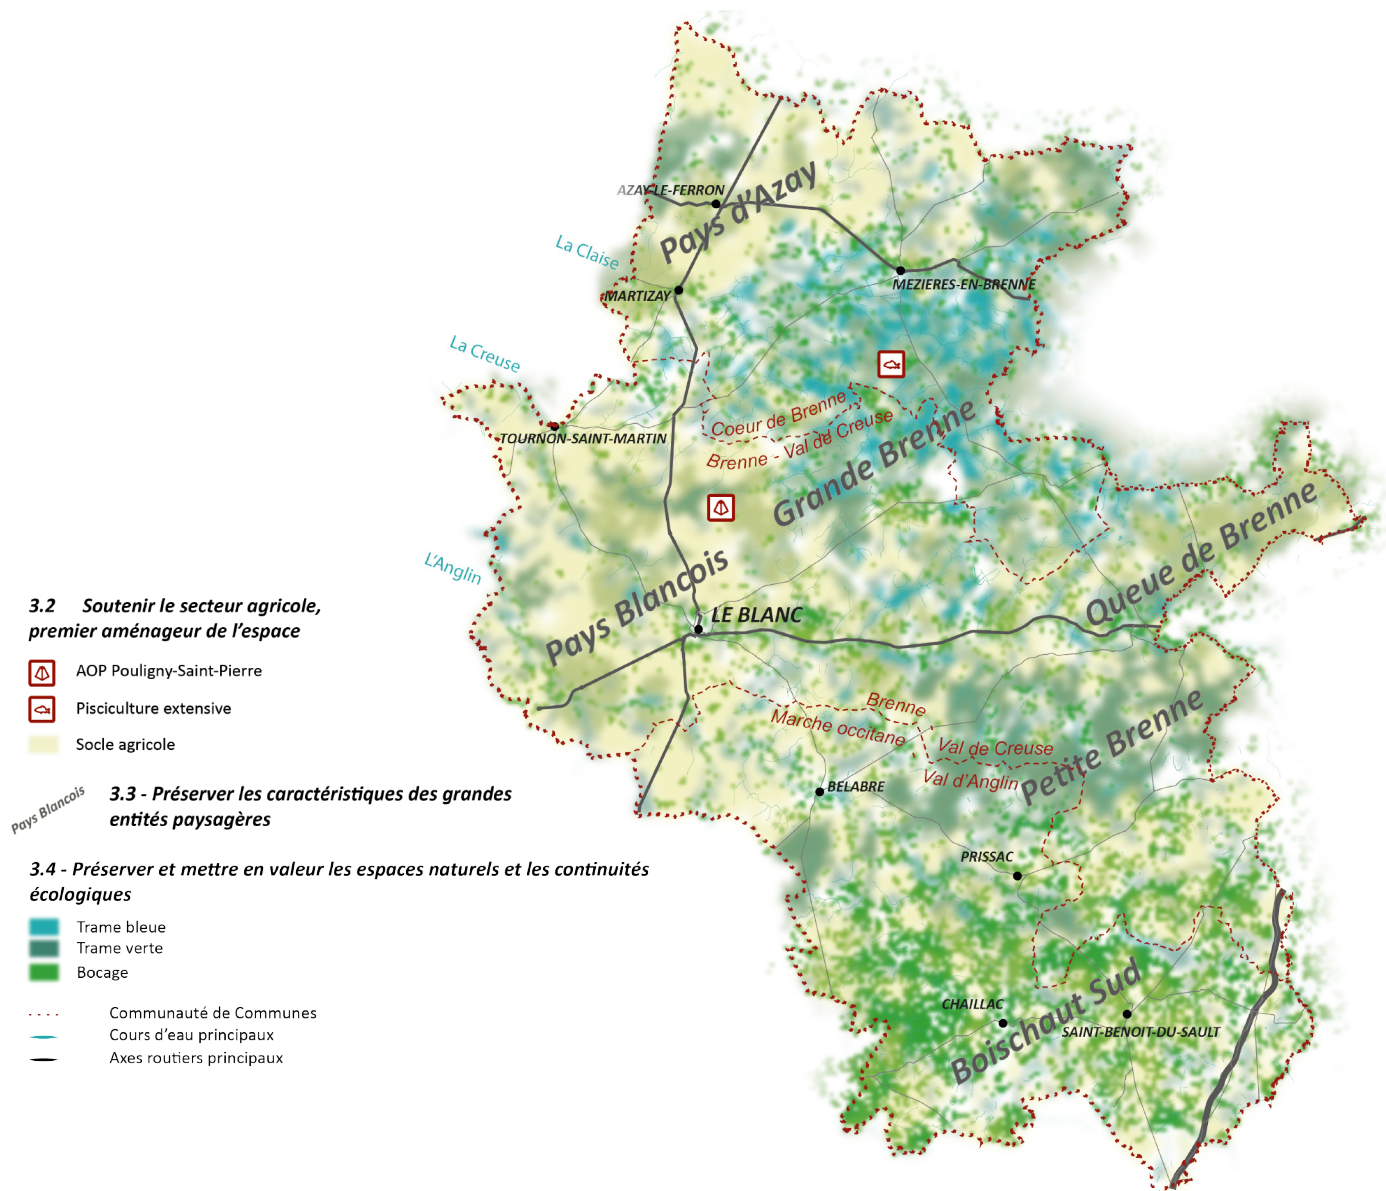 AZAY-LE-FERRON
Pays d'Azay
La Claise
MARTIZAY
MEZIERES-EN-BRENNE
La Creuse
TOURNON-SAINT-MARTIN
Coeur de Brenne
Brenne - Val de Creuse
Grande Brenne
Queue de Brenne
L'Anglin
Pays Blancois
LE BLANC
Brenne
Marche occitane
Val de Creuse
Val d'Anglin
Petite Brenne
BELABRE
PRISSAC
CHAILLAC
Boischaut Sud
SAINT-BENOIT-DU-SAULT
3.2 Soutenir le secteur agricole,
premier aménageur de l'espace
AOP Pouligny-Saint-Pierre
Pisciculture extensive
Socle agricole
Pays Blancois
3.3 - Préserver les caractéristiques des grandes
entités paysagères
3.4 - Préserver et mettre en valeur les espaces naturels et les continuités
écologiques
Trame bleue
Trame verte
Bocage
Communauté de Communes
Cours d'eau principaux
Axes routiers principaux